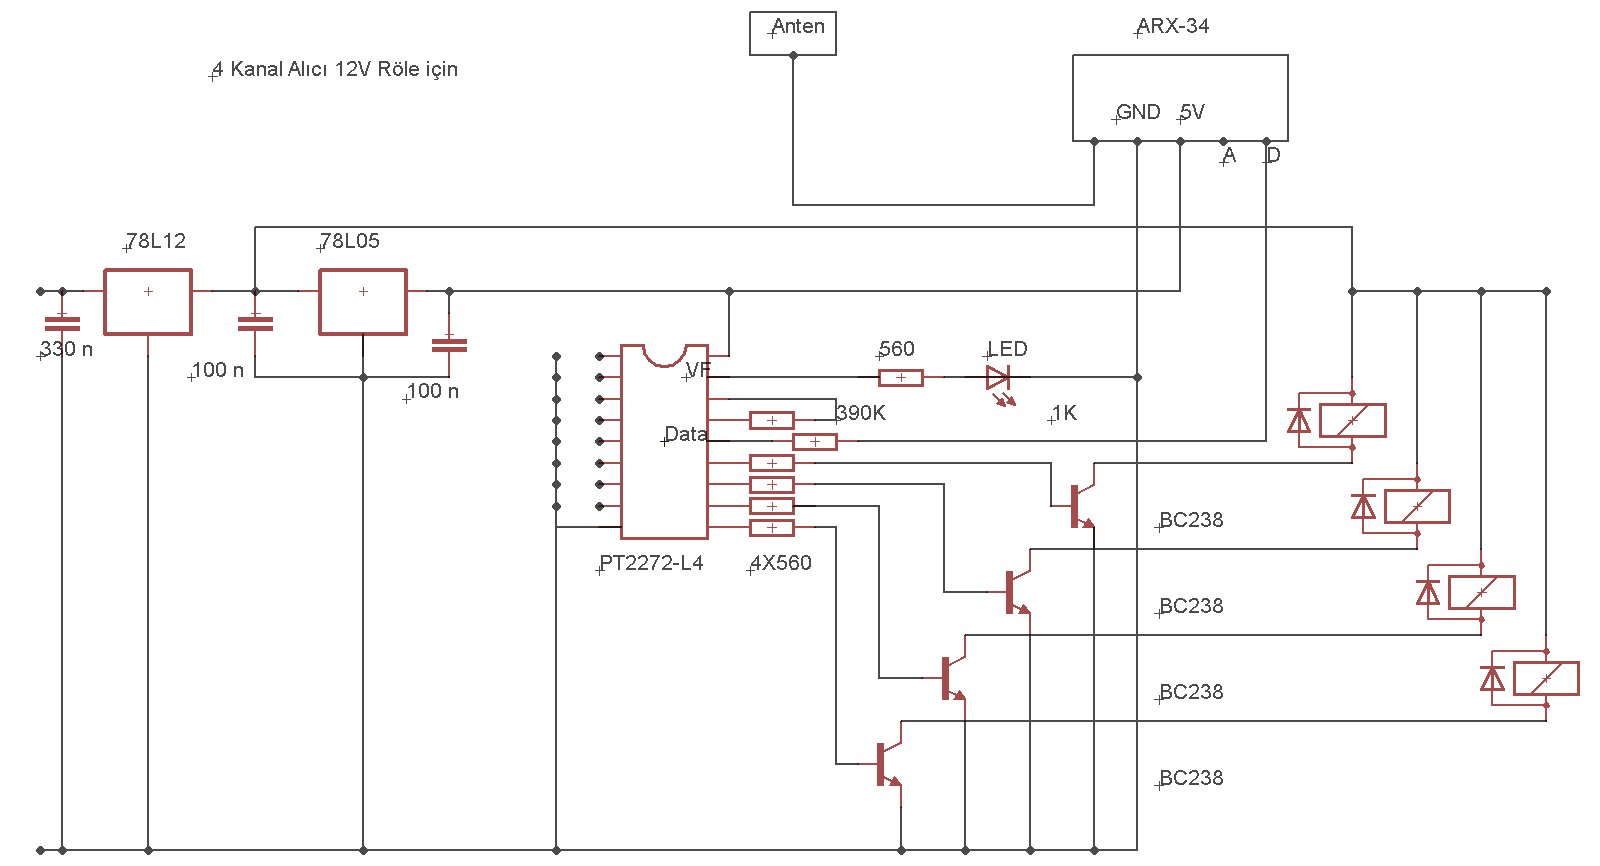 Anten
ARX-34
4 Kanal Alıcı 12V Röle için
GND
5V
A
D
78L12
78L05
330 n
100 n
100 n
VF
560
LED
390K
1K
Data
PT2272-L4
4X560
BC238
BC238
BC238
BC238